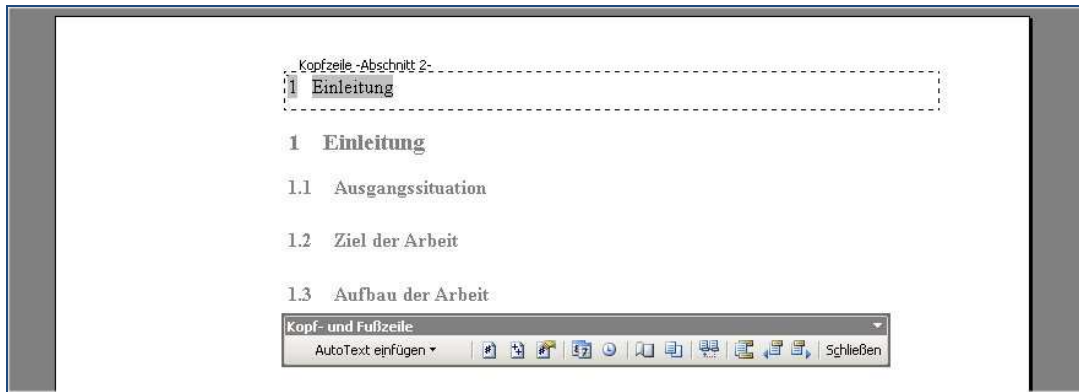 Kopfzeile -Abschnitt 2-
1 Einleitung
1 Einleitung
1.1 Ausgangssituation
1.2 Ziel der Arbeit
1.3 Aufbau der Arbeit
Kopf- und Fußzeile
AutoText einfügen Schließen